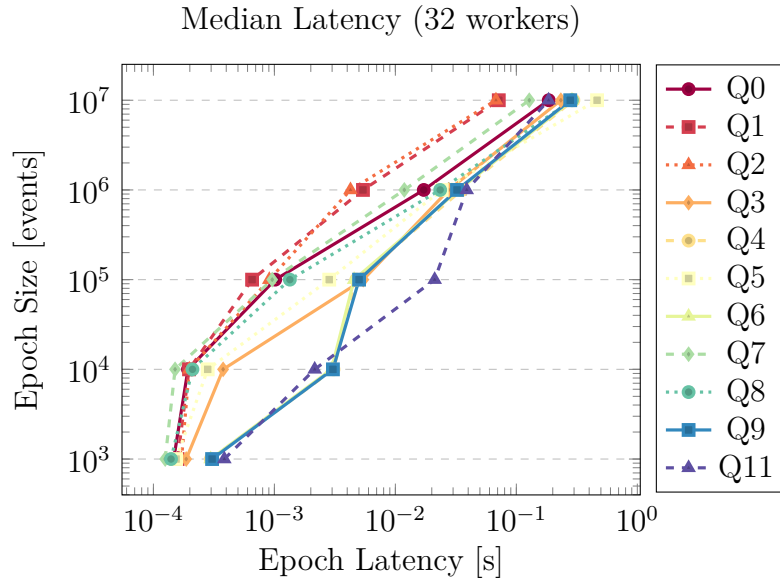 Median Latency (32 workers)
Epoch Size [events]
10^7
10^6
10^5
10^4
10^3
10^-4
10^-3
10^-2
10^-1
10^0
Epoch Latency [s]
Q0
Q1
Q2
Q3
Q4
Q5
Q6
Q7
Q8
Q9
Q11